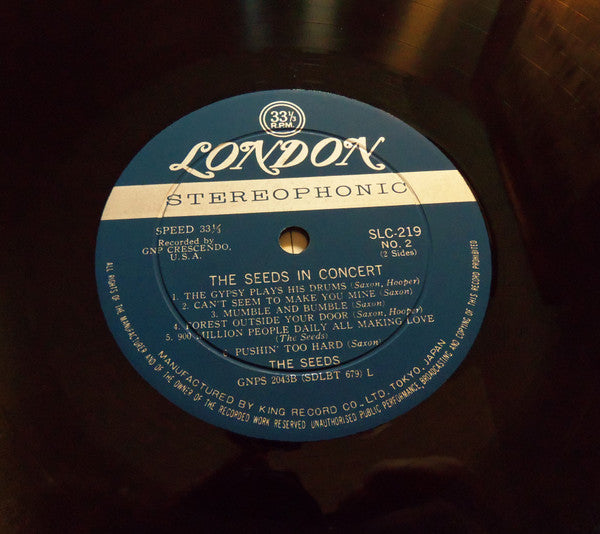 33⅓
R.P.M.
LONDON
STEREOPHONIC
SPEED 33⅓
Recorded by
GNP CRESCENDO,
U.S.A.
SLC-219
NO. 2
(2 Sides)
THE SEEDS IN CONCERT
1. THE GYPSY PLAYS HIS DRUMS (Saxon, Hooper)
2. CAN'T SEEM TO MAKE YOU MINE (Saxon)
3. MUMBLE AND BUMBLE (Saxon)
4. FOREST OUTSIDE YOUR DOOR (Saxon, Hooper)
5. 900 MILLION PEOPLE DAILY ALL MAKING LOVE
(The Seeds)
6. PUSHIN' TOO HARD (Saxon)
THE SEEDS
GNPS 2043B (SDLBT 679) L
MANUFACTURED BY KING RECORD CO., LTD. TOKYO, JAPAN
ALL RIGHTS OF THE MANUFACTURER AND OF THE OWNER OF THE RECORDED WORK RESERVED UNAUTHORISED PUBLIC PERFORMANCE, BROADCASTING AND COPYING OF THIS RECORD PROHIBITED